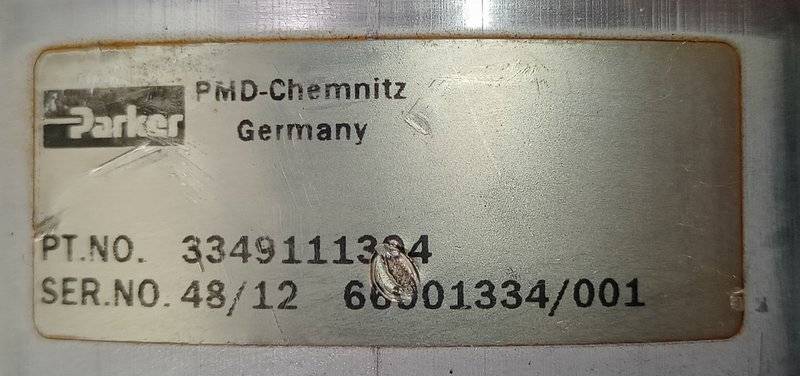 Parker
PMD-Chemnitz
Germany
PT.NO.
SER.NO. 48/12